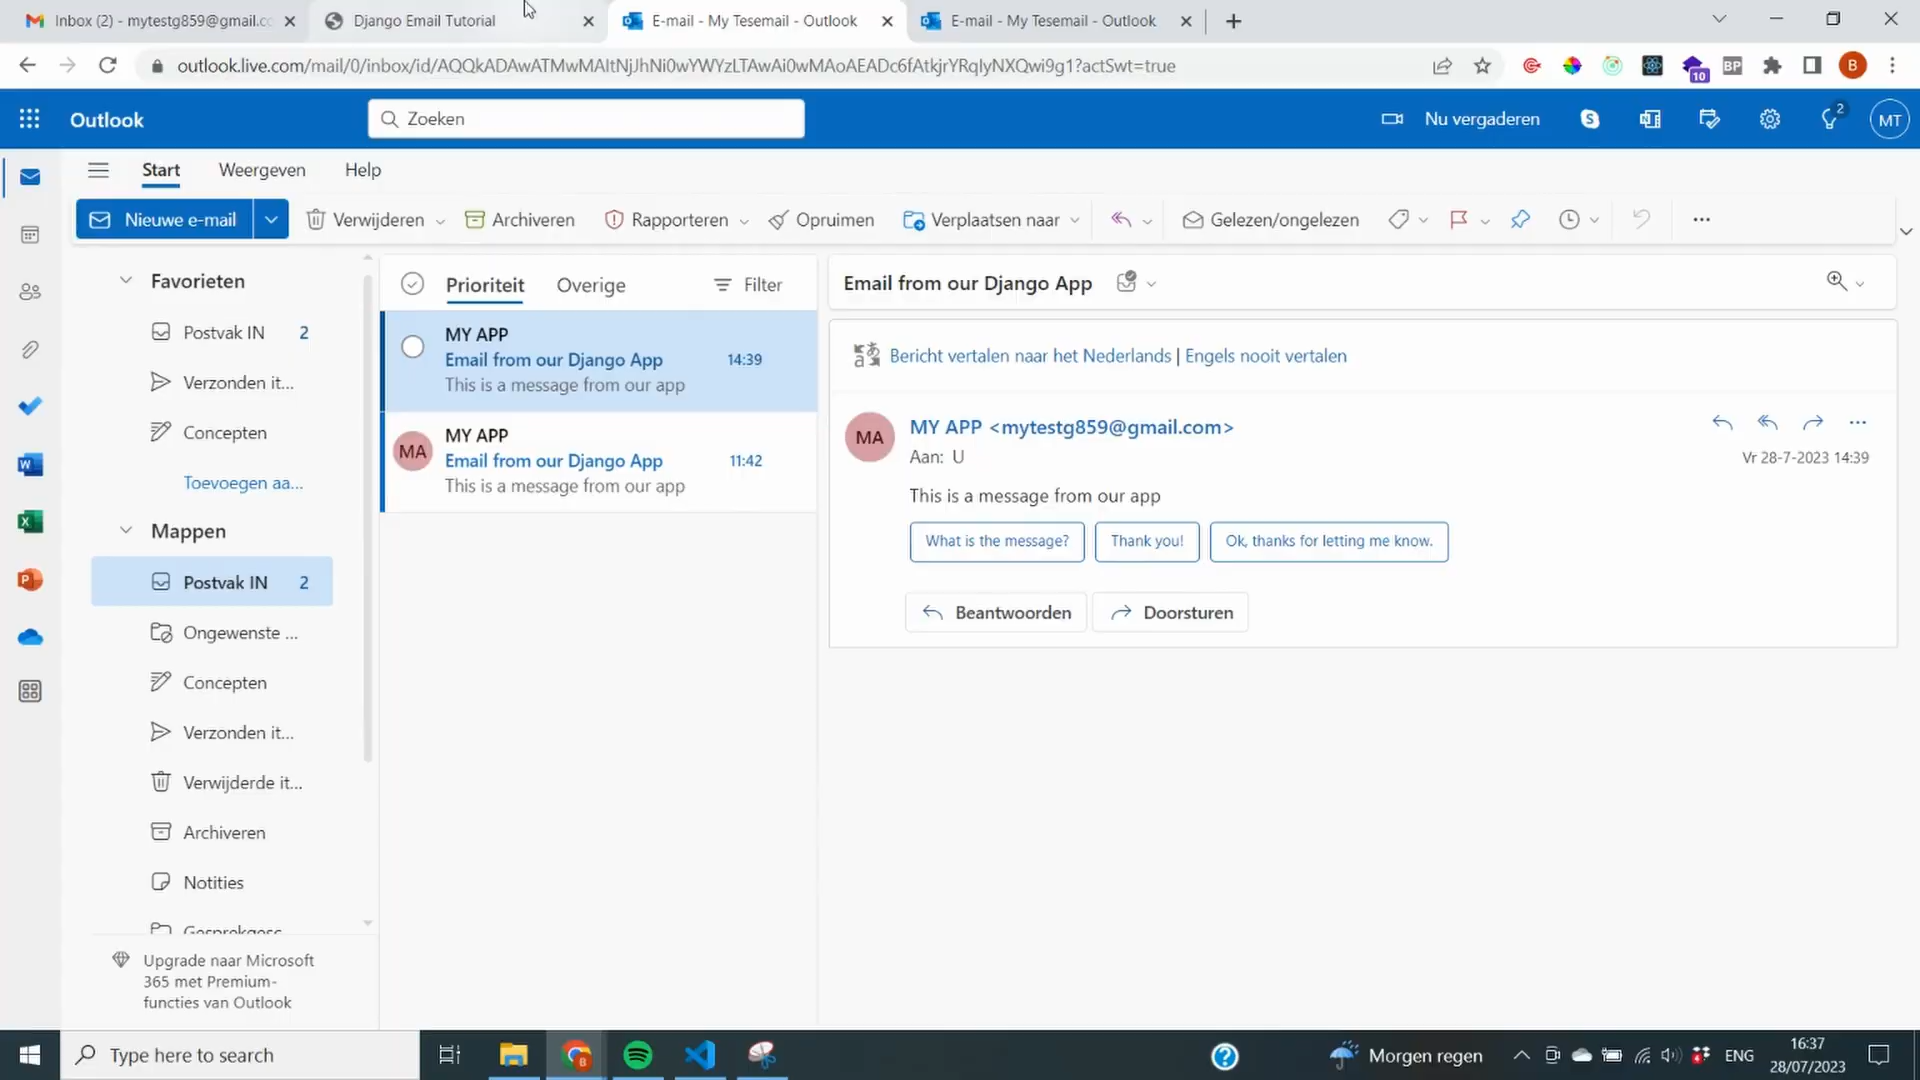 Inbox (2) - mytestg859@gmail.co
Django Email Tutorial
E-mail - My Tesemail - Outlook
E-mail - My Tesemail - Outlook
outlook.live.com/mail/0/inbox/id/AQQkADAwATMwMAItNjJhNi0wYWYzLTAwAi0wMAoAEADc6fAtkjrYRqIyNXQwi9g1?actSwt=true
10
BP
B
Outlook
Zoeken
Nu vergaderen
2
MT
Start
Weergeven
Help
Nieuwe e-mail
Verwijderen
Archiveren
Rapporteren
Opruimen
Verplaatsen naar
Gelezen/ongelezen
Favorieten
Postvak IN 2
Verzonden it...
Concepten
Toevoegen aa...
Mappen
Postvak IN 2
Ongewenste ...
Concepten
Verzonden it...
Verwijderde it...
Archiveren
Notities
Gesprekgesc
Upgrade naar Microsoft
365 met Premium-
functies van Outlook
Prioriteit
Overige
Filter
MY APP
Email from our Django App 14:39
This is a message from our app
MA
MY APP
Email from our Django App 11:42
This is a message from our app
Email from our Django App
Bericht vertalen naar het Nederlands | Engels nooit vertalen
MA
MY APP <mytestg859@gmail.com>
Aan: U
Vr 28-7-2023 14:39
This is a message from our app
What is the message?
Thank you!
Ok, thanks for letting me know.
Beantwoorden
Doorsturen
Type here to search
Morgen regen
ENG
16:37
28/07/2023